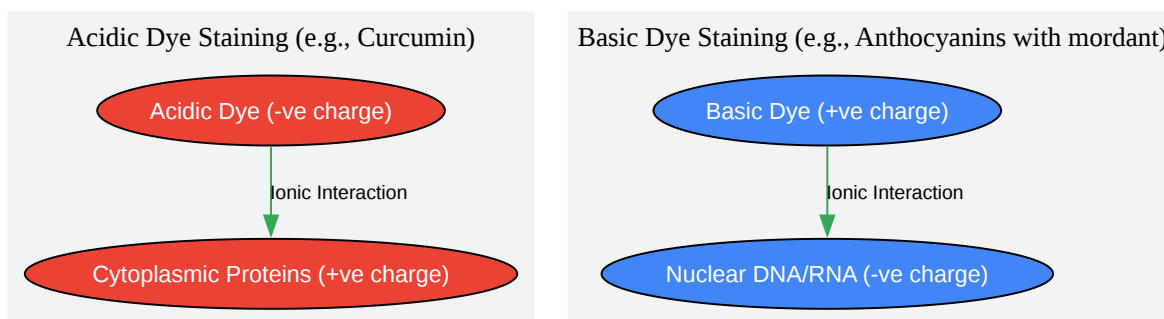 Acidic Dye Staining (e.g., Curcumin)
Acidic Dye (-ve charge)
Ionic Interaction
Cytoplasmic Proteins (+ve charge)
Basic Dye Staining (e.g., Anthocyanins with mordant)
Basic Dye (+ve charge)
Ionic Interaction
Nuclear DNA/RNA (-ve charge)